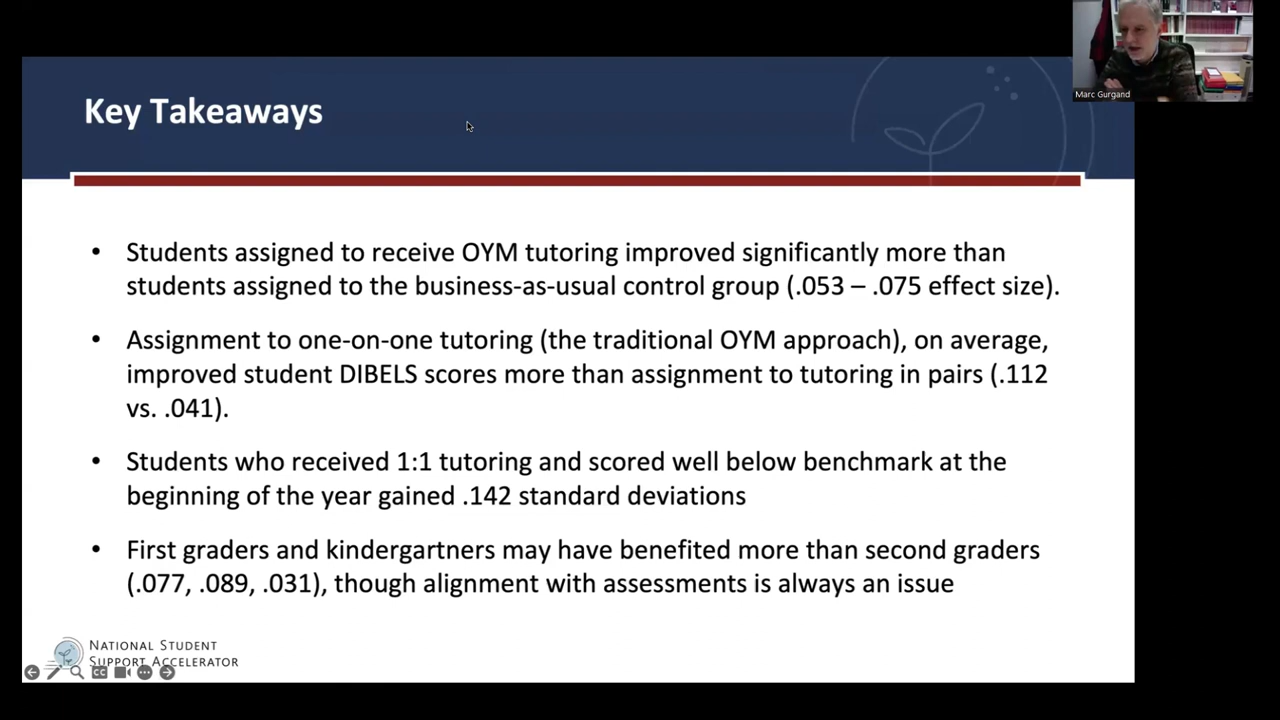 Marc Gurgand
Key Takeaways
• Students assigned to receive OYM tutoring improved significantly more than
students assigned to the business-as-usual control group (.053 – .075 effect size).
• Assignment to one-on-one tutoring (the traditional OYM approach), on average,
improved student DIBELS scores more than assignment to tutoring in pairs (.112
vs. .041).
• Students who received 1:1 tutoring and scored well below benchmark at the
beginning of the year gained .142 standard deviations
• First graders and kindergartners may have benefited more than second graders
(.077, .089, .031), though alignment with assessments is always an issue
NATIONAL STUDENT
SUPPORT ACCELERATOR
CC